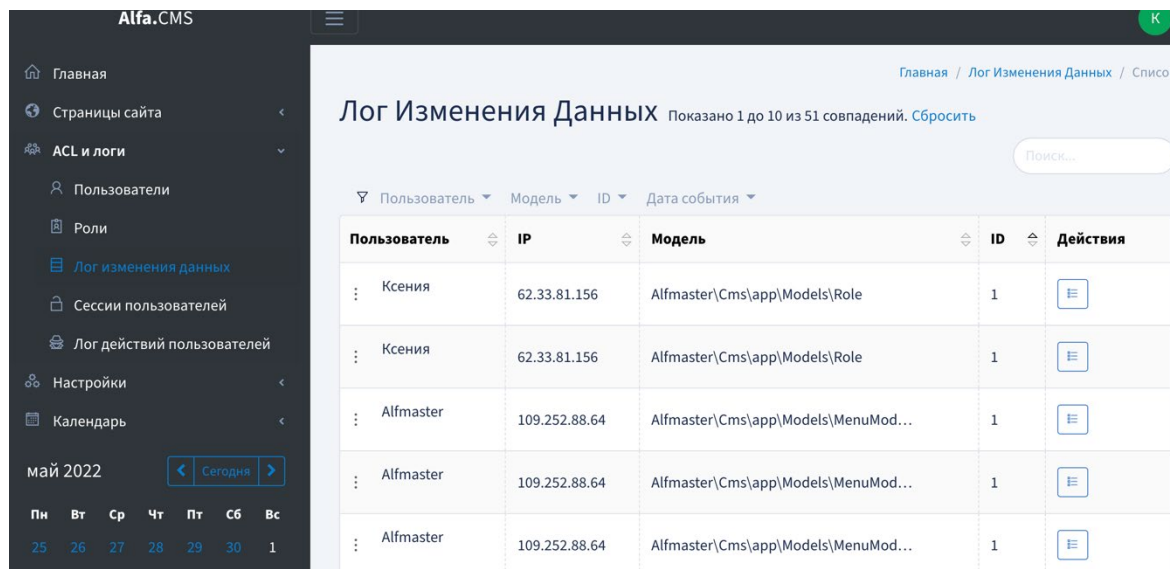 Alfa.CMS
K
Главная
Страницы сайта
ACL и логи
Пользователи
Роли
Лог изменения данных
Сессии пользователей
Лог действий пользователей
Настройки
Календарь
май 2022 Сегодня
Пн Вт Ср Чт Пт Сб Вс
25 26 27 28 29 30 1
Главная / Лог Изменения Данных / Списо
Лог Изменения Данных Показано 1 до 10 из 51 совпадений. Сбросить
Поиск...
Пользователь Модель ID Дата события
Пользователь IP Модель ID Действия
Ксения 62.33.81.156 Alfmaster\Cms\app\Models\Role 1
Ксения 62.33.81.156 Alfmaster\Cms\app\Models\Role 1
Alfmaster 109.252.88.64 Alfmaster\Cms\app\Models\MenuMod... 1
Alfmaster 109.252.88.64 Alfmaster\Cms\app\Models\MenuMod... 1
Alfmaster 109.252.88.64 Alfmaster\Cms\app\Models\MenuMod... 1